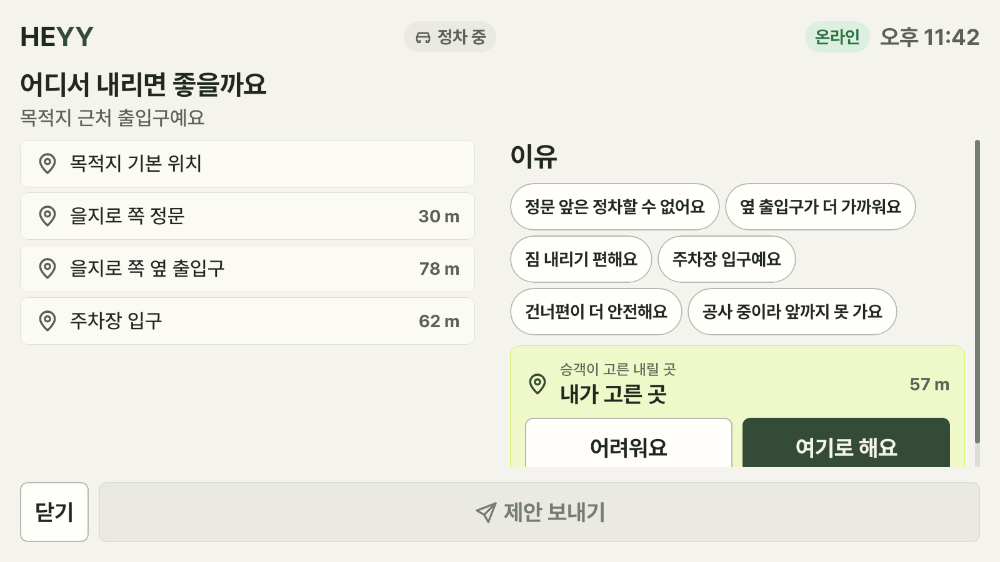 HEYY
정차 중
온라인
오후 11:42
어디서 내리면 좋을까요
목적지 근처 출입구예요
목적지 기본 위치
을지로 쪽 정문 30 m
을지로 쪽 옆 출입구 78 m
주차장 입구 62 m
이유
정문 앞은 정차할 수 없어요
옆 출입구가 더 가까워요
짐 내리기 편해요
주차장 입구예요
건너편이 더 안전해요
공사 중이라 앞까지 못 가요
승객이 고른 내릴 곳
내가 고른 곳 57 m
어려워요
여기로 해요
닫기
제안 보내기